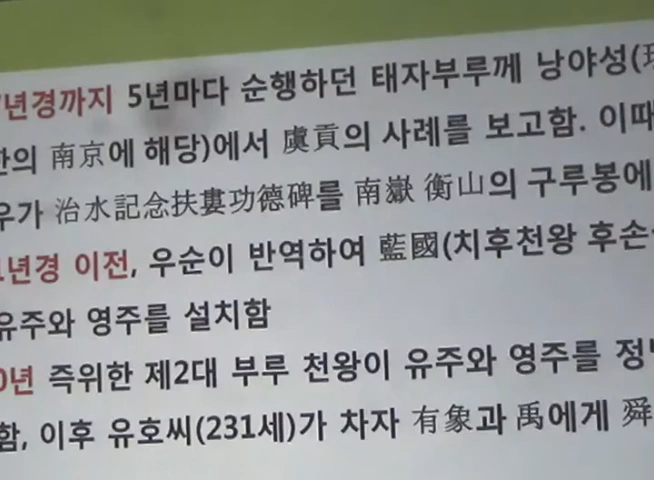 7년경까지 5년마다 순행하던 태자부루께 낭야성(
한의 南京에 해당)에서 虞貢의 사례를 보고함. 이때
우가 治水記念扶婁功德碑를 南嶽 衡山의 구루봉에
1년경 이전, 우순이 반역하여 藍國(치후천왕 후손
유주와 영주를 설치함
0년 즉위한 제2대 부루 천왕이 유주와 영주를
함, 이후 유호씨(231세)가 차자 有象과 禹에게 舜